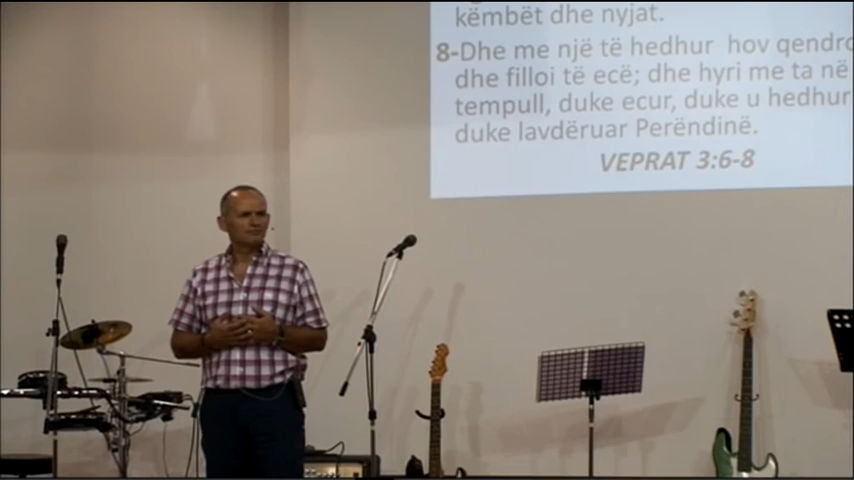 këmbët dhe nyjat.
8-Dhe me një të hedhur hov qendro
dhe filloi të ecë; dhe hyri me ta në
tempull, duke ecur, duke u hedhur
duke lavdëruar Perëndinë.
VEPRAT 3:6-8